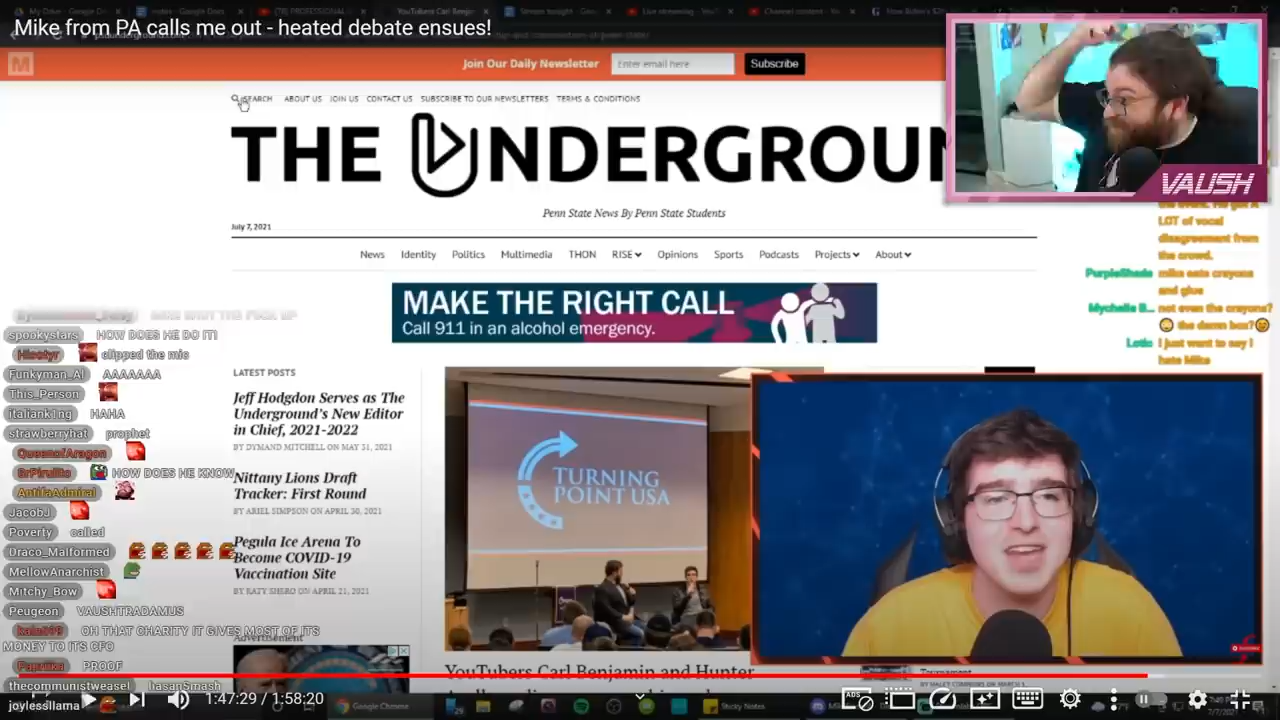 Mike from PA calls me out - heated debate ensues!
Join Our Daily Newsletter
Enter email here
Subscribe
SEARCH ABOUT US JOIN US CONTACT US SUBSCRIBE TO OUR NEWSLETTERS TERMS & CONDITIONS
THE UNDERGROUN
Penn State News By Penn State Students
July 7, 2021
News Identity Politics Multimedia THON RISE Opinions Sports Podcasts Projects About
MAKE THE RIGHT CALL
Call 911 in an alcohol emergency.
VAUSH
LOT of vocal
disagreement from
the crowd.
PurpleShade mike eats crayons
and glue
Mychelle B... not even the crayons?
the damn box?
Lotic I just want to say I
hate Mike
spookystars HOW DOES HE DO IT!
clipped the mic
Funkyman_Al AAAAAAA
This_Person
italiank1ng HAHA
strawberryhat prophet
QueenofAragon
HOW DOES HE KNOW
AntifaAdmiral
JacobJ
Poverty called
Draco_Malformed
MellowAnarchist
Mitchy_Bow
Peugeon VAUSHTRADAMUS
OH THAT CHARITY IT GIVES MOST OF ITS
MONEY TO ITS CFO
PROOF
thecommunistweasel hasanSmash
joylessllama
LATEST POSTS
Jeff Hodgdon Serves as The
Underground's New Editor
in Chief, 2021-2022
BY DYMAND MITCHELL ON MAY 31, 2021
Nittany Lions Draft
Tracker: First Round
BY ARIEL SIMPSON ON APRIL 30, 2021
Pegula Ice Arena To
Become COVID-19
Vaccination Site
BY KATY SHERO ON APRIL 21, 2021
Advertisement
TURNING
POINT USA
YouTubers Carl Benjamin and Hunter
1:47:29 / 1:58:20
Google Chrome
Sticky Notes